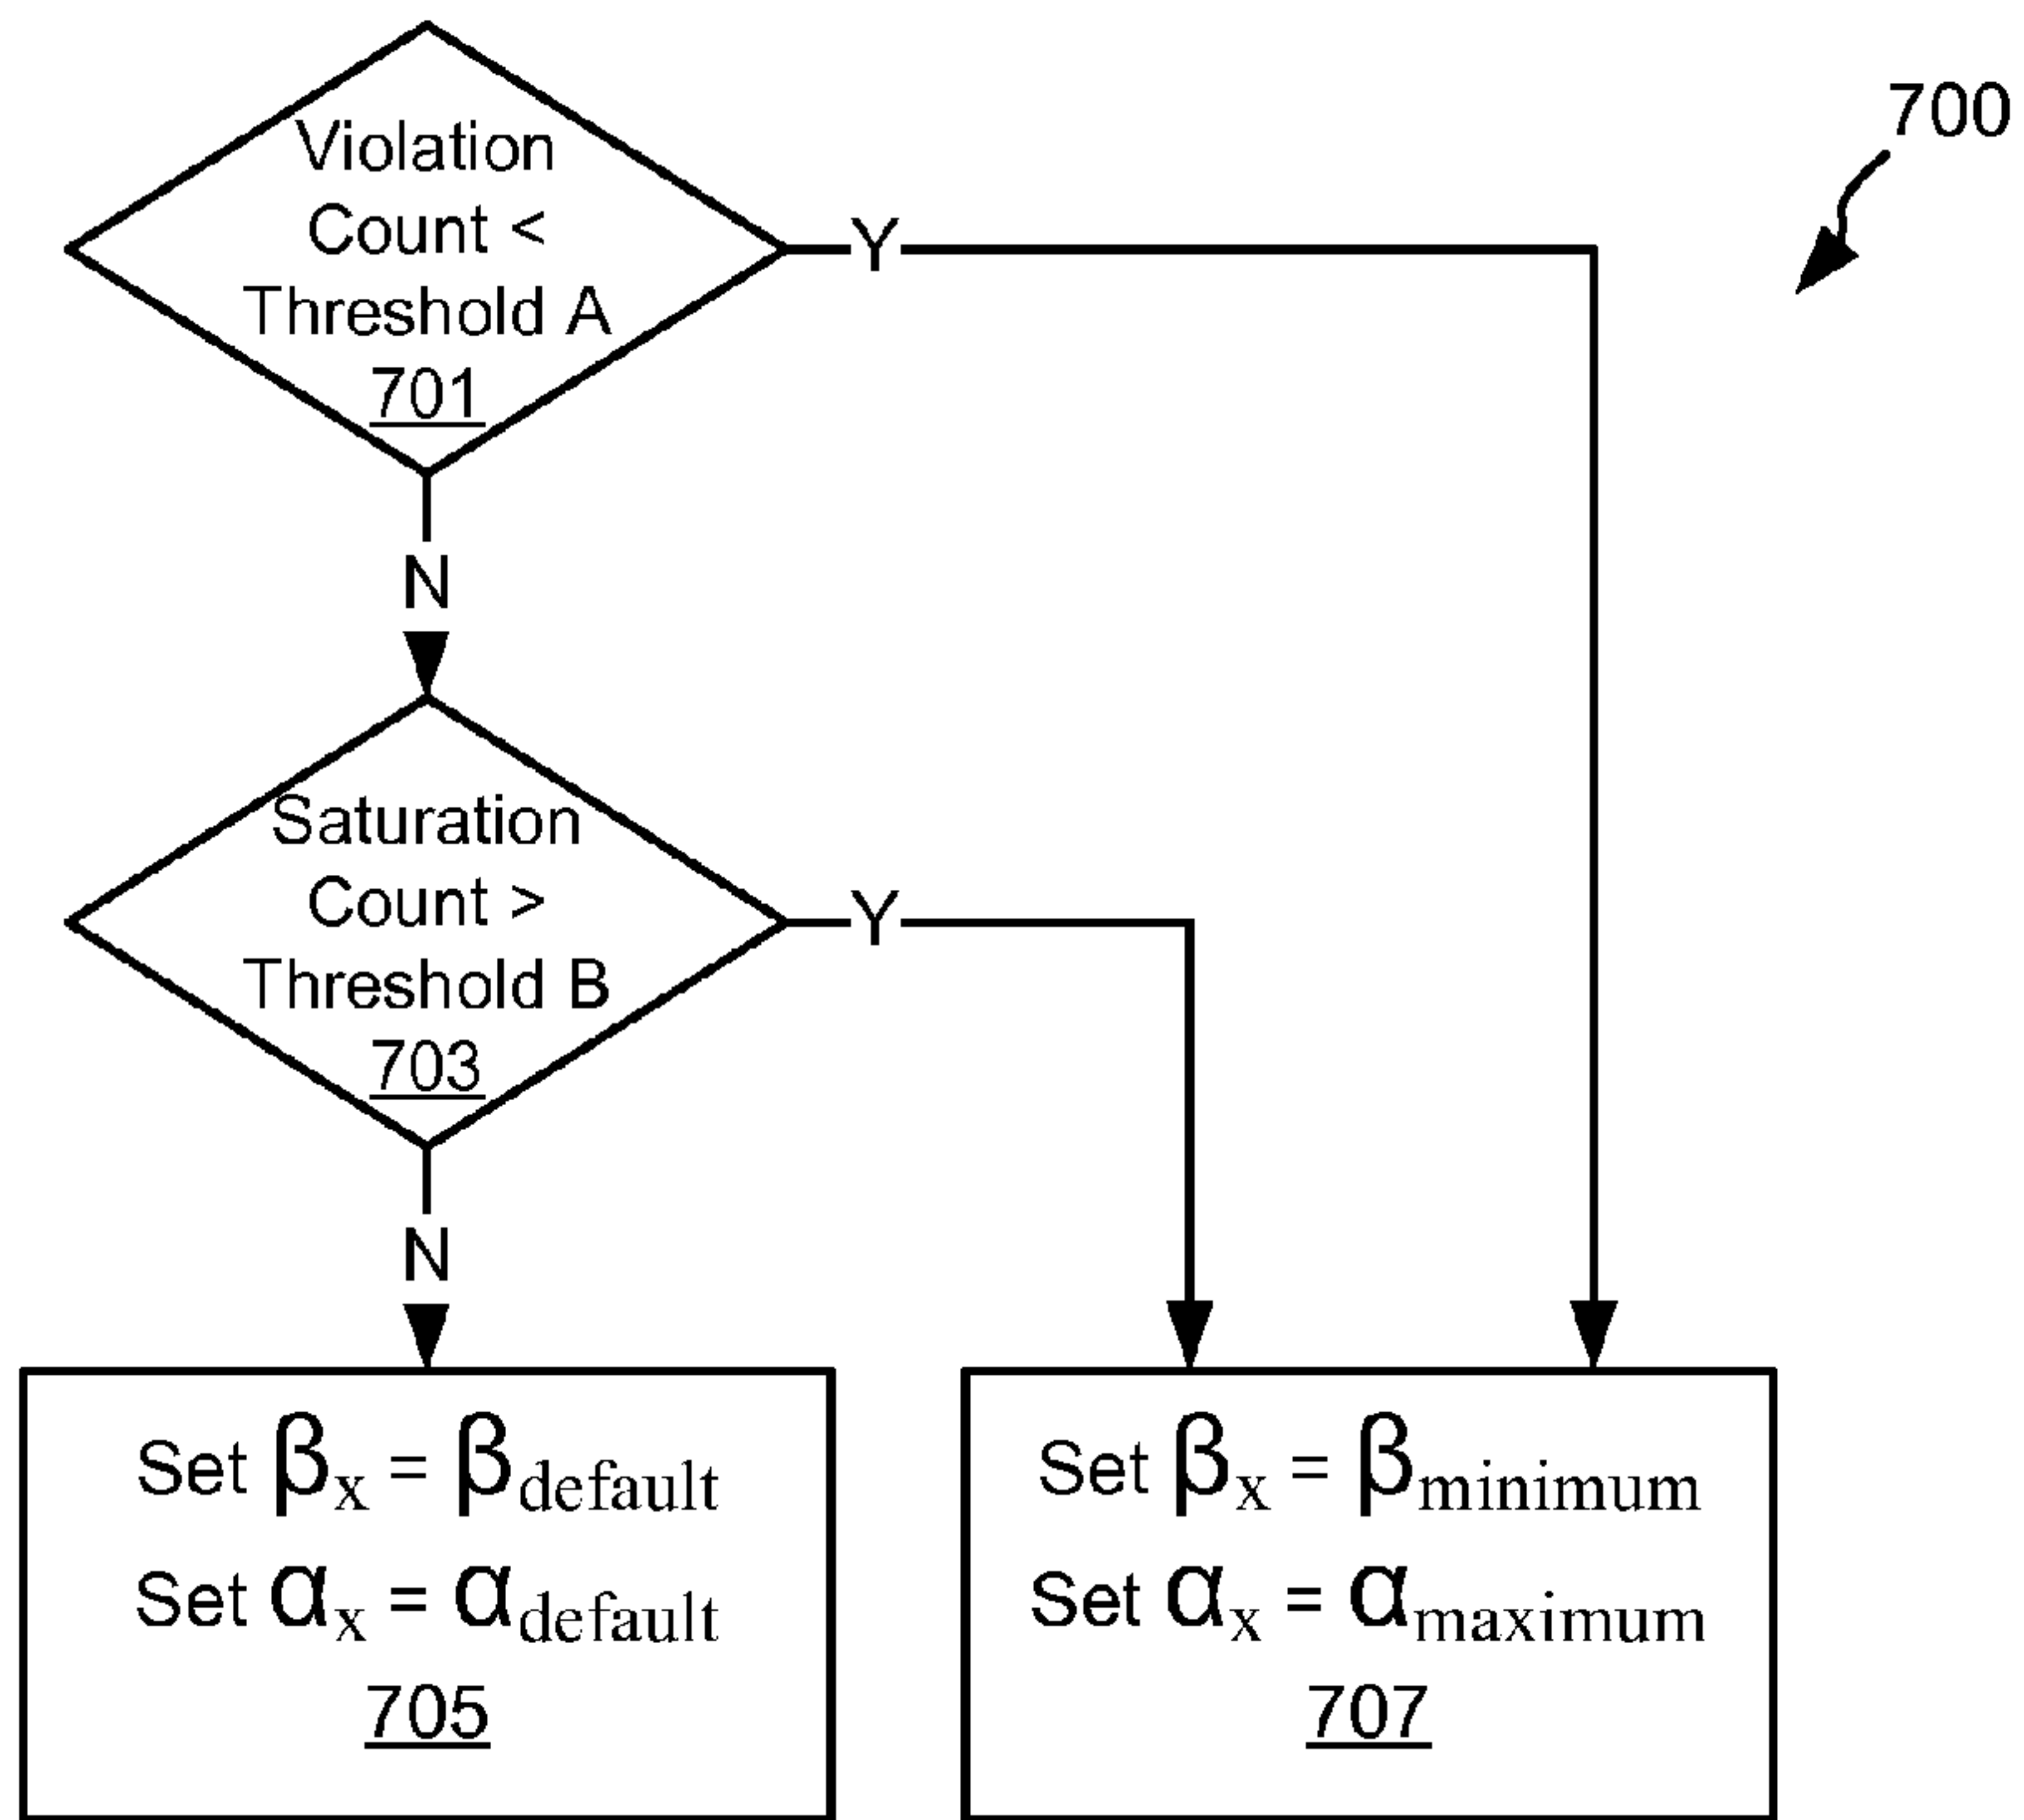 700
Violation
Count <
Threshold A
701
Y
N
Saturation
Count >
Threshold B
703
Y
N
Set βx = βdefault
Set αx = αdefault
705
Set βx = βminimum
Set αx = αmaximum
707